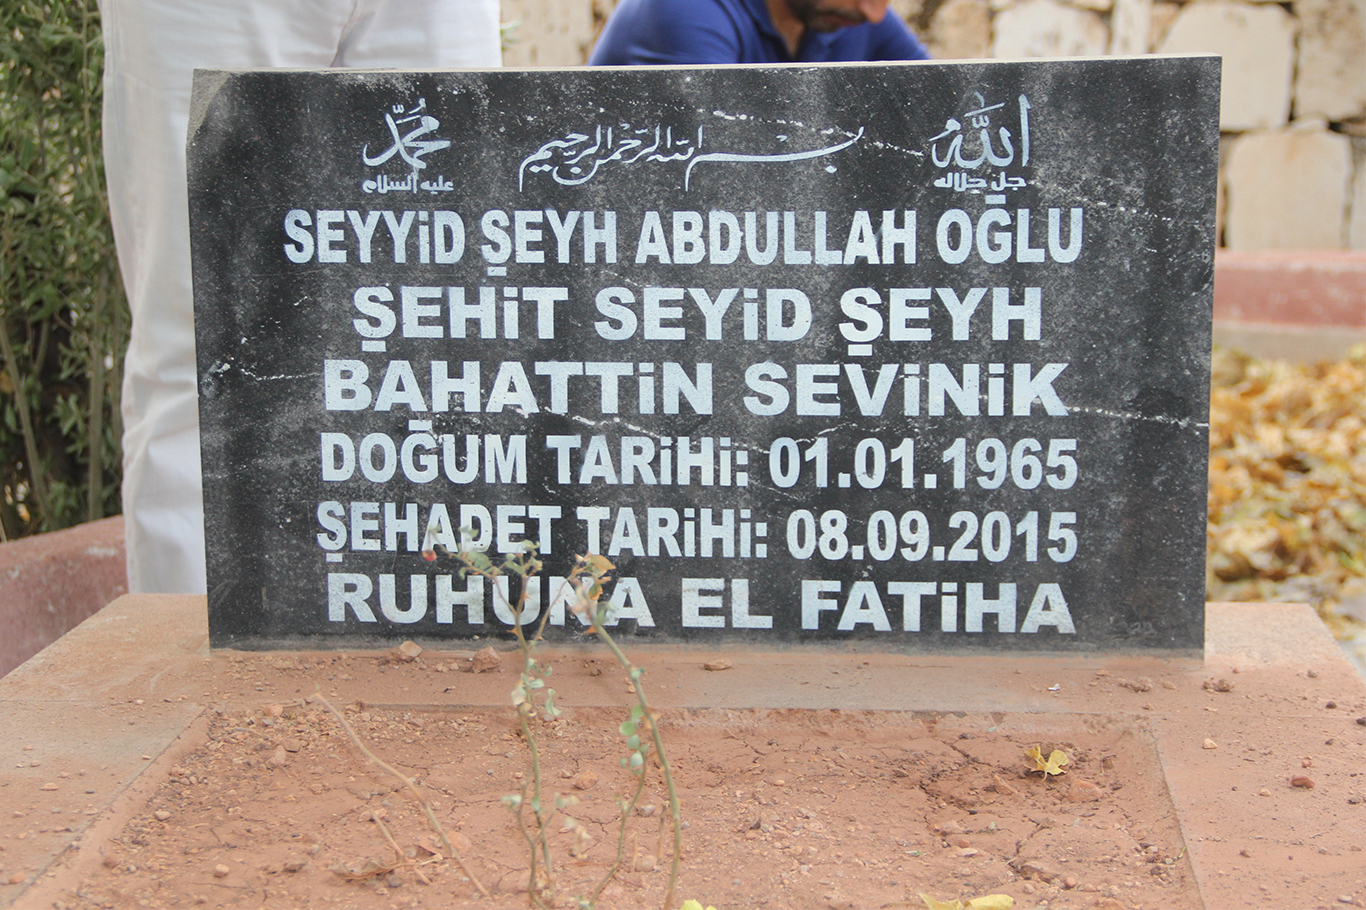 الله جل جلاله بسم الله الرحمن الرحيم محمد عليه السلام
SEYYiD ŞEYH ABDULLAH OĞLU
ŞEHiT SEYiD ŞEYH
BAHATTiN SEViNiK
DOĞUM TARiHi: 01.01.1965
ŞEHADET TARiHi: 08.09.2015
RUHUNA EL FATiHA